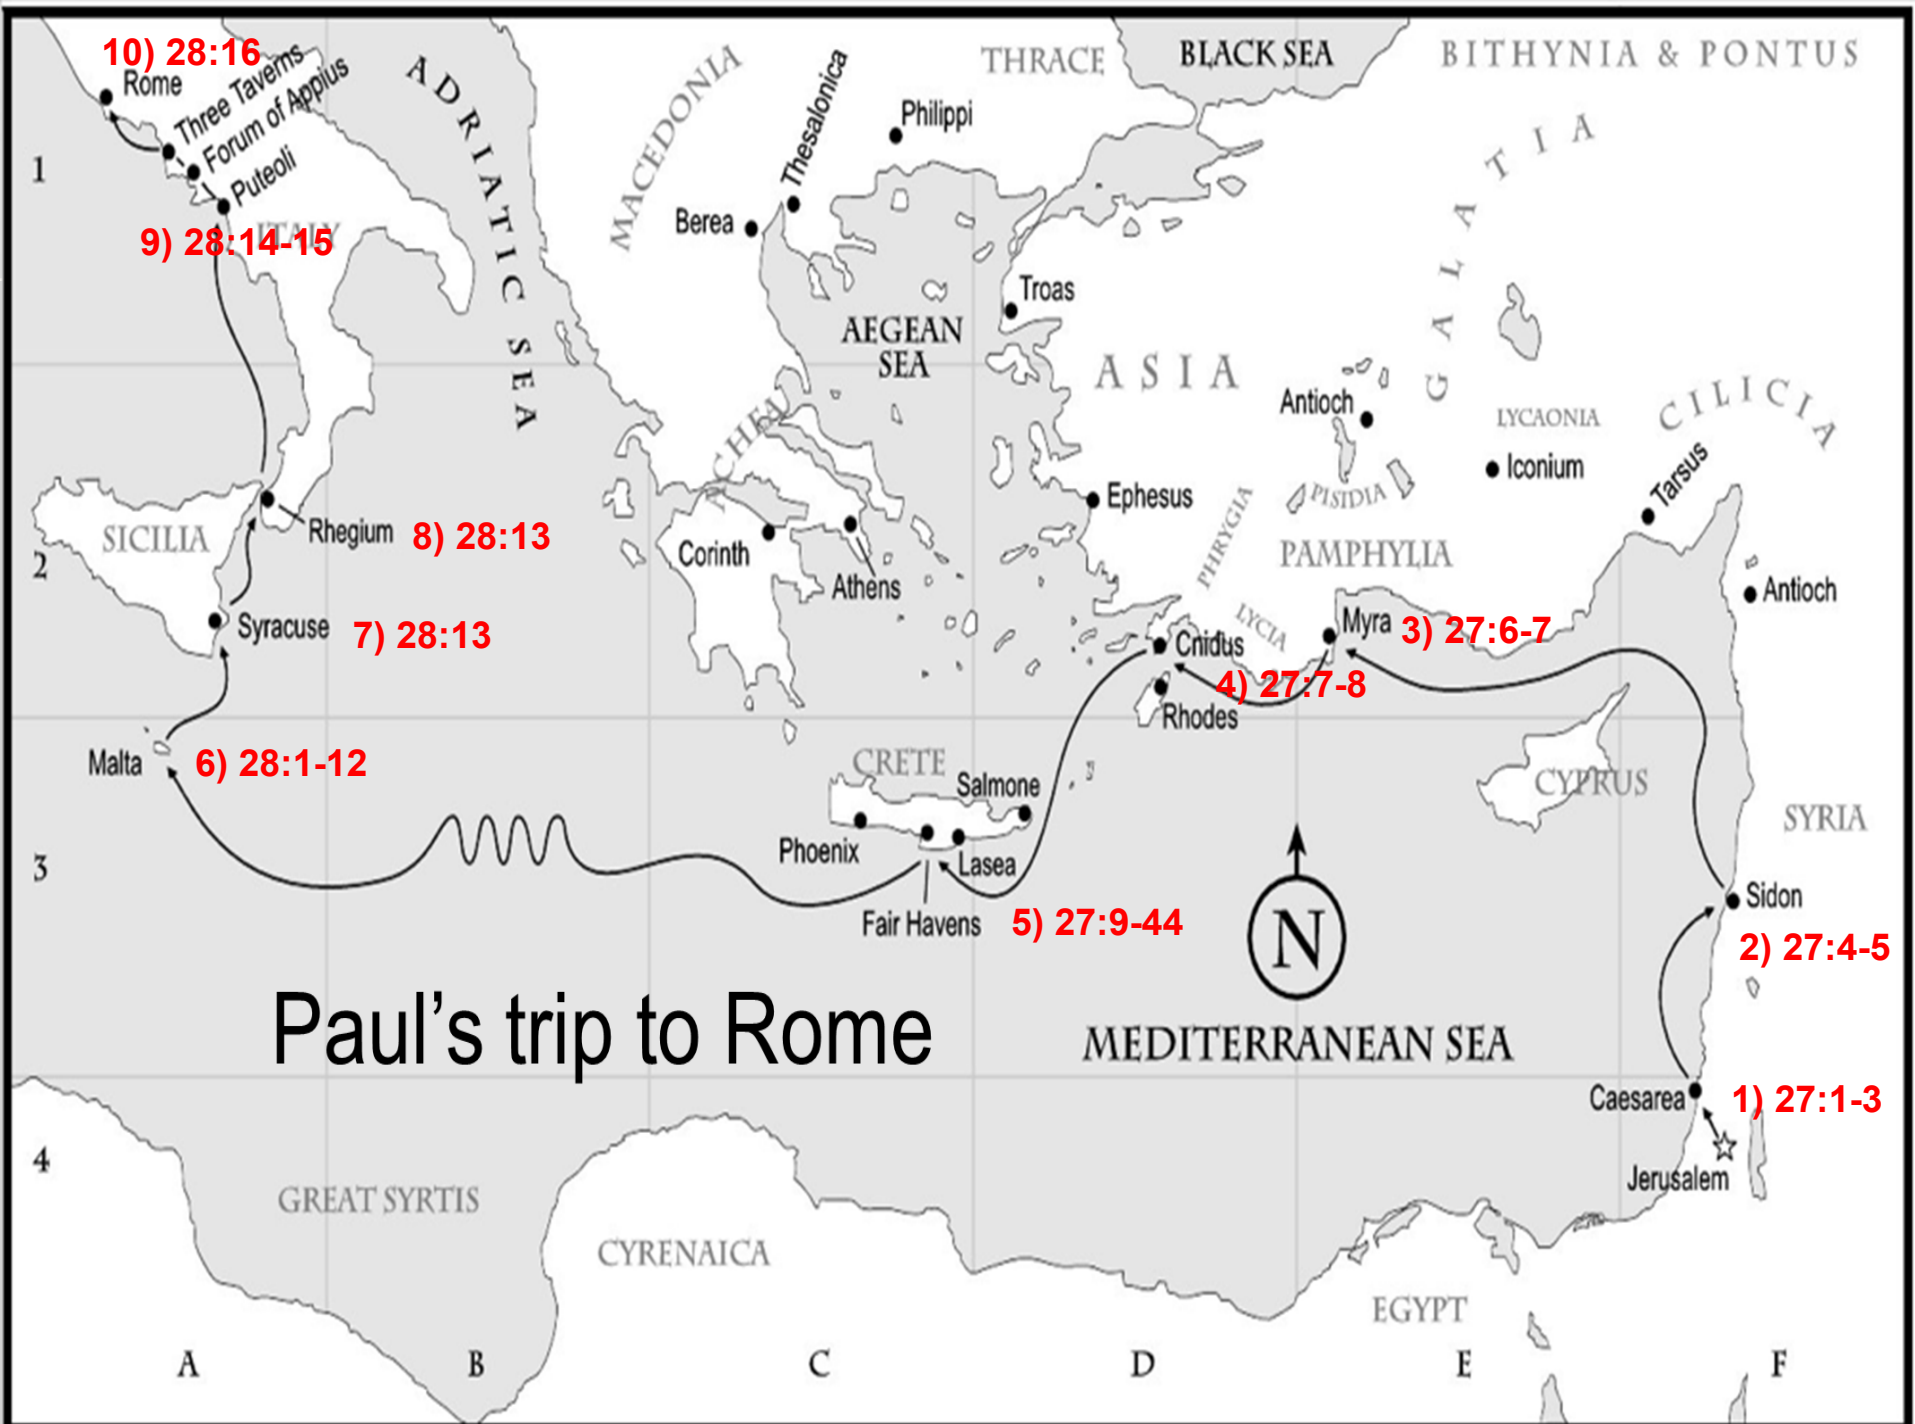 10) 28:16
Rome
Three Taverns
Forum of Appius
Puteoli
9) 28:14-15
ITALY
ADRIATIC SEA
MACEDONIA
Thesalonica
Berea
Philippi
THRACE
BLACK SEA
BITHYNIA & PONTUS
1
Troas
AEGEAN
SEA
ASIA
GALATIA
Antioch
LYCAONIA
CILICIA
Iconium
Tarsus
ACHEAU
SICILIA
Rhegium
8) 28:13
2
Corinth
Athens
Ephesus
PHRYGIA
PISIDIA
PAMPHYLIA
Antioch
Syracuse
7) 28:13
Cnidus
LYCIA
Myra
3) 27:6-7
4) 27:7-8
Rhodes
Malta
6) 28:1-12
CRETE
Salmone
CYPRUS
SYRIA
Phoenix
Lasea
3
Fair Havens
5) 27:9-44
N
Sidon
2) 27:4-5
Paul’s trip to Rome
MEDITERRANEAN SEA
Caesarea
1) 27:1-3
4
Jerusalem
GREAT SYRTIS
CYRENAICA
EGYPT
A
B
C
D
E
F